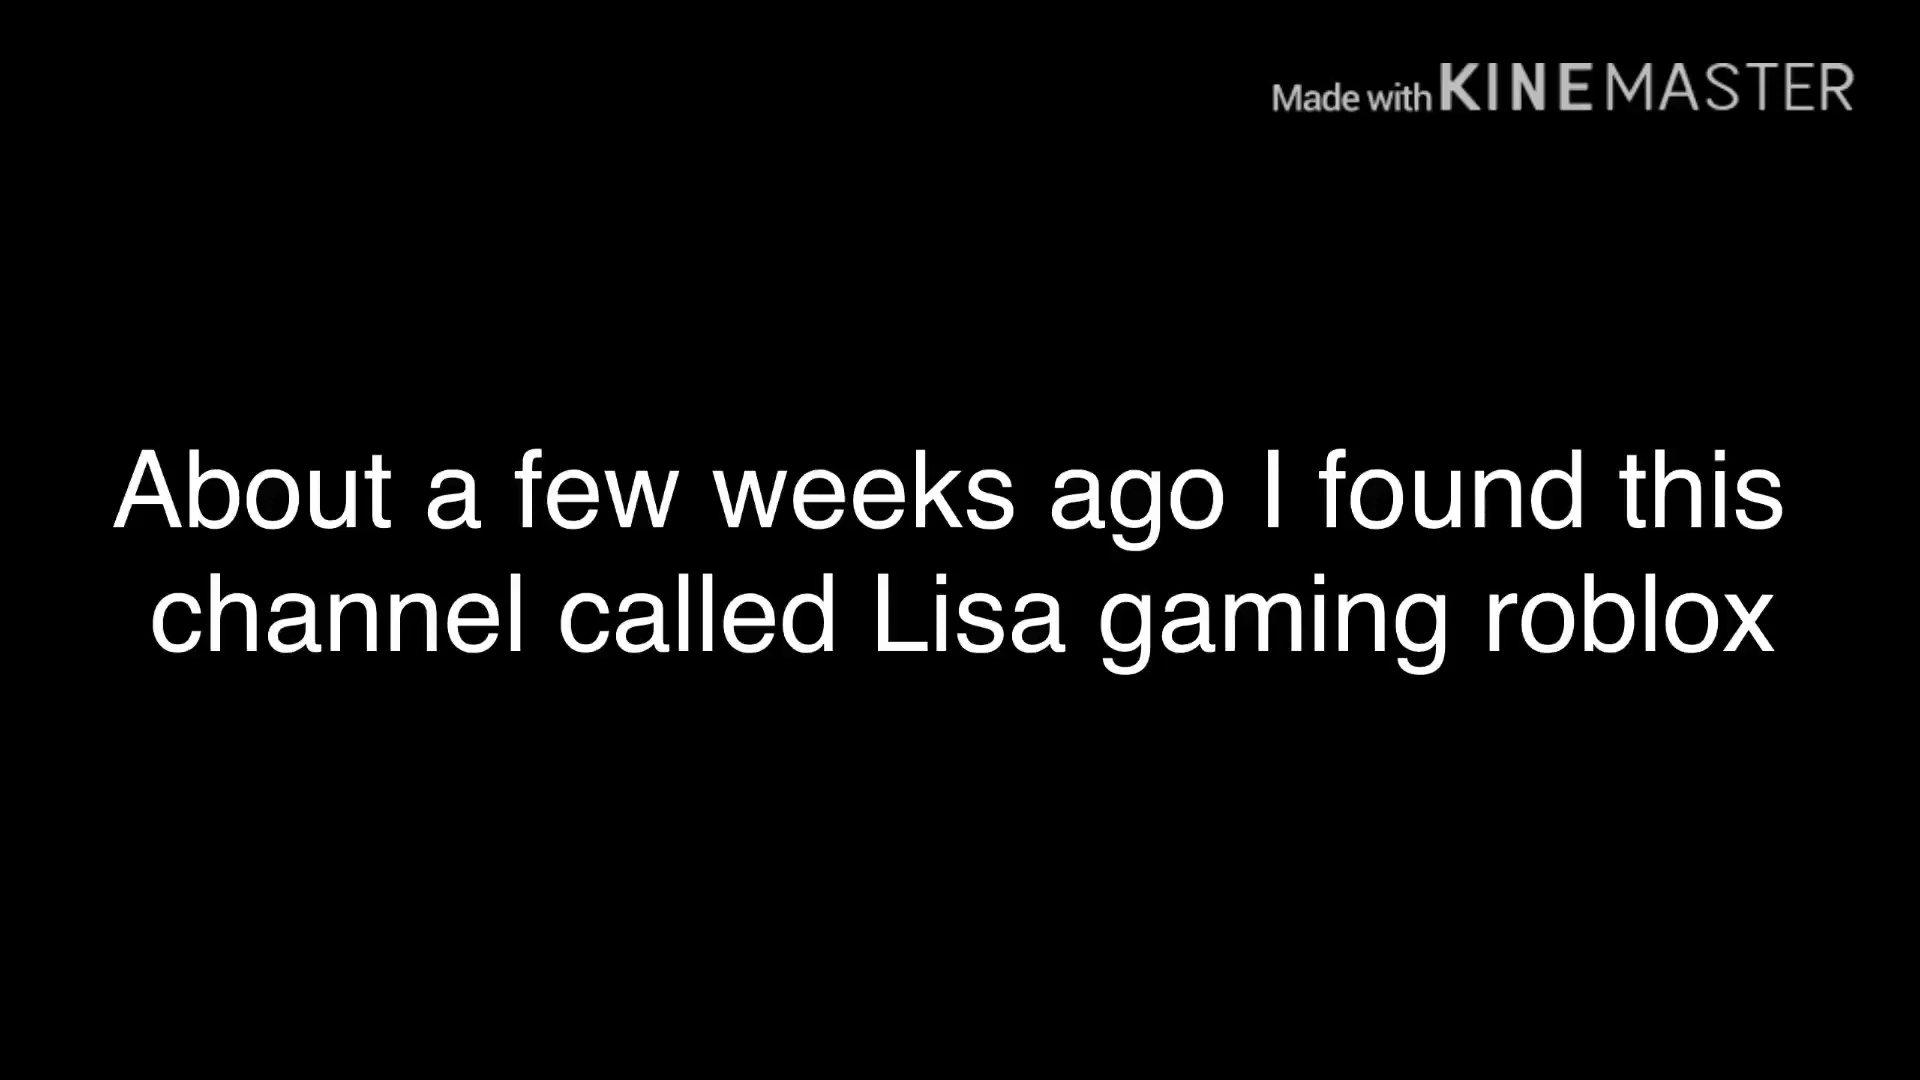 Made with KINEMASTER
About a few weeks ago I found this
channel called Lisa gaming roblox